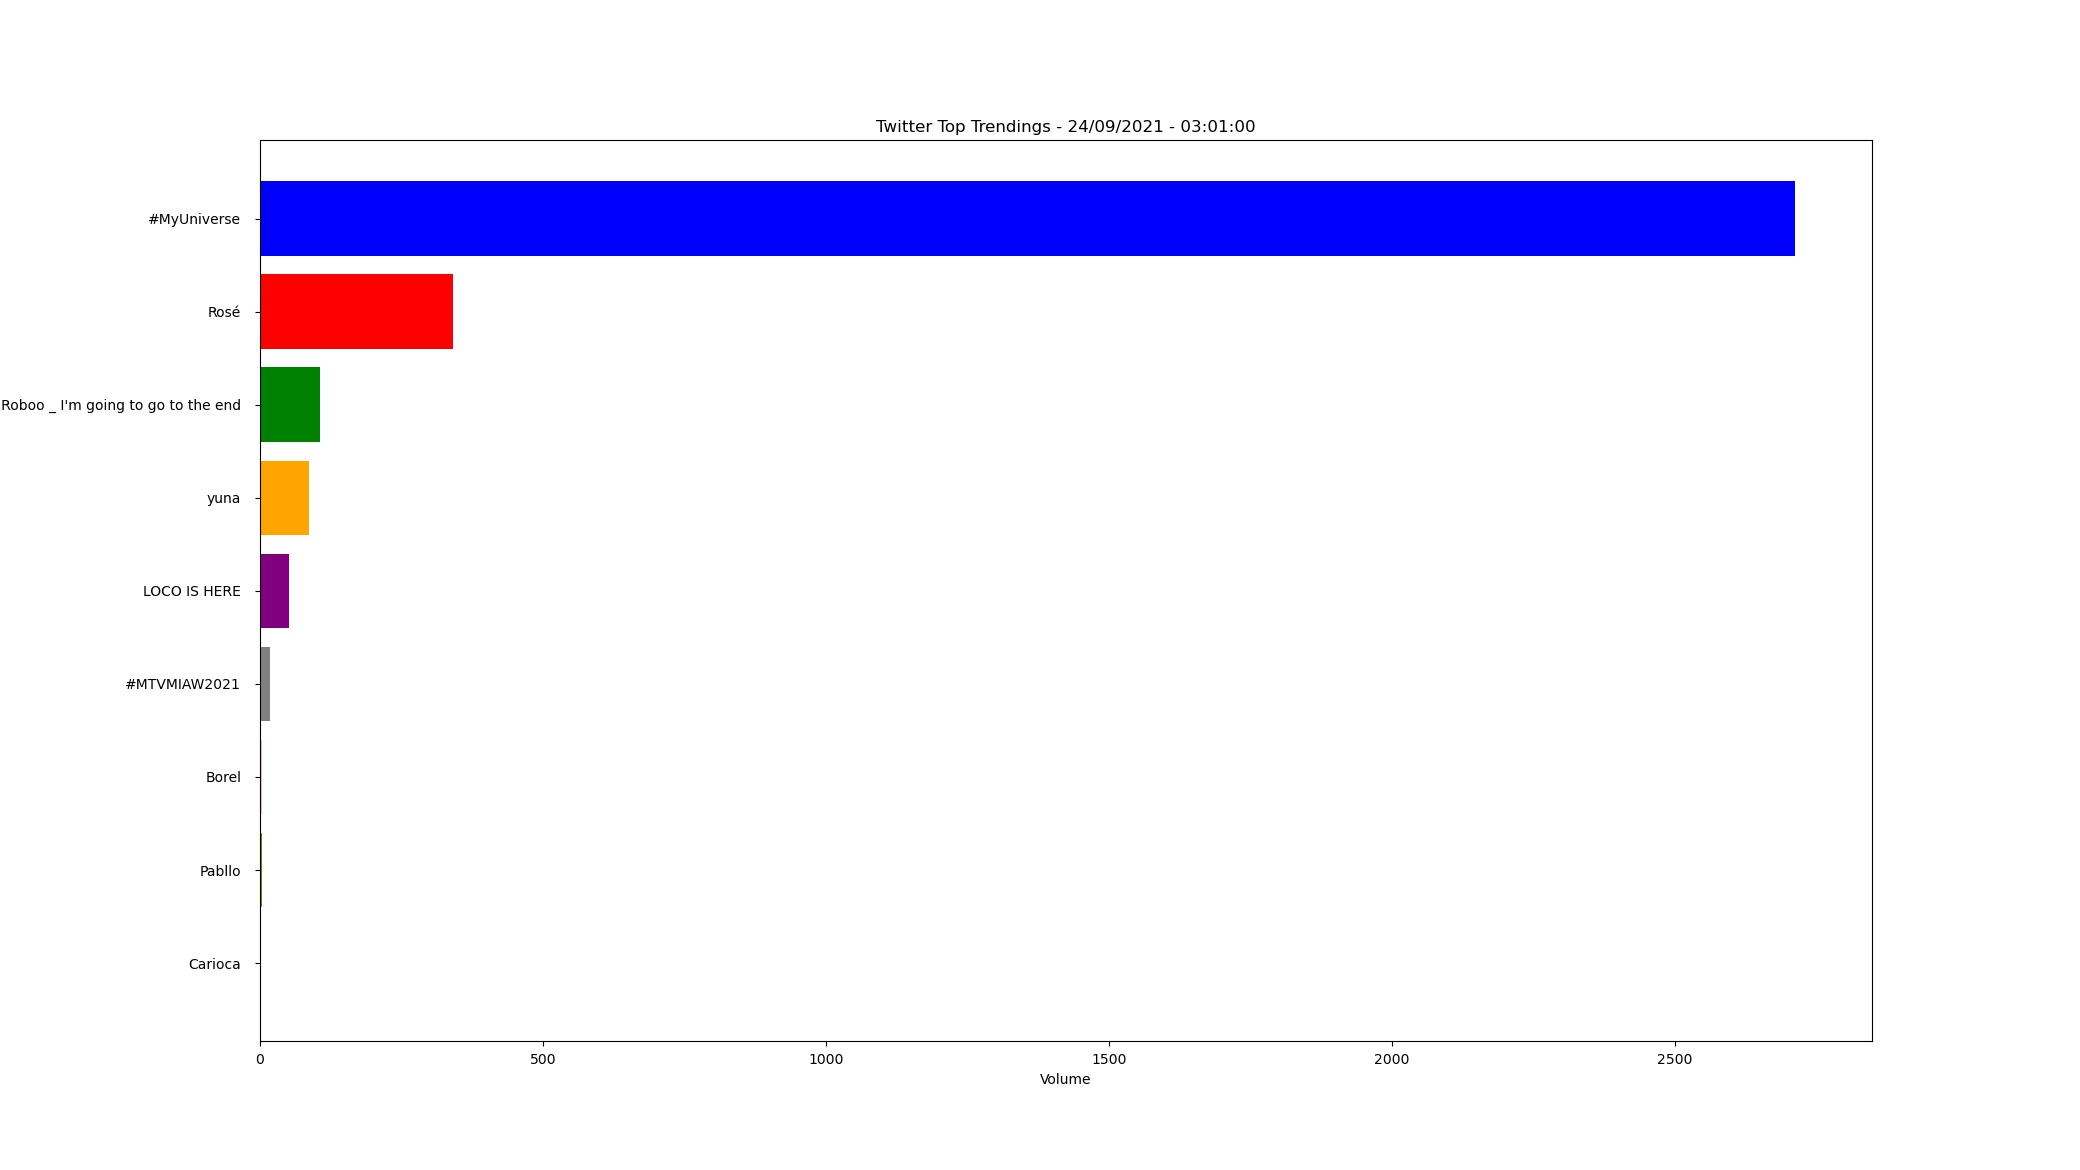 Twitter Top Trendings - 24/09/2021 - 03:01:00
#MyUniverse
Rosé
Roboo _ I'm going to go to the end
yuna
LOCO IS HERE
#MTVMIAW2021
Borel
Pabllo
Carioca
0 500 1000 1500 2000 2500
Volume